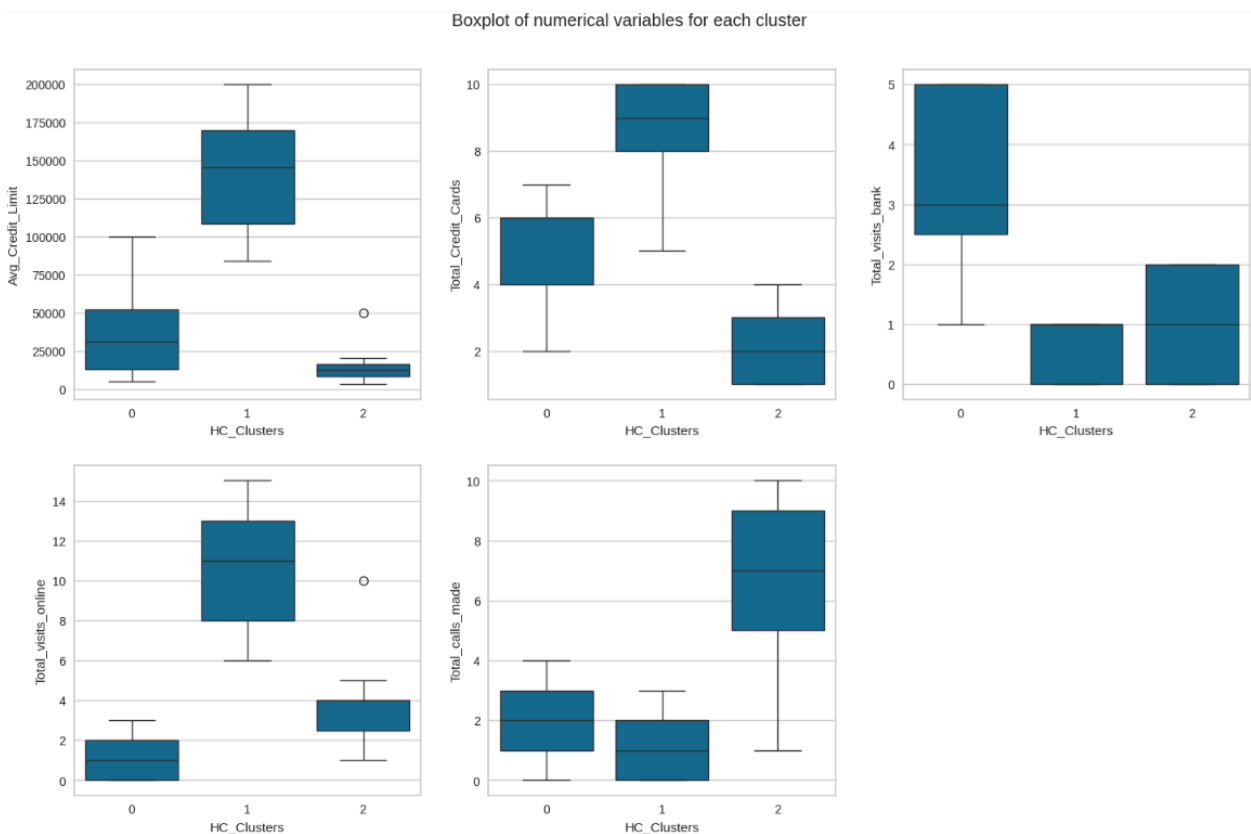 Boxplot of numerical variables for each cluster
Avg_Credit_Limit
200000
175000
150000
125000
100000
75000
50000
25000
0
0 1 2
HC_Clusters
Total_Credit_Cards
10
8
6
4
2
0 1 2
HC_Clusters
Total_visits_bank
5
4
3
2
1
0
0 1 2
HC_Clusters
Total_visits_online
14
12
10
8
6
4
2
0
0 1 2
HC_Clusters
Total_calls_made
10
8
6
4
2
0
0 1 2
HC_Clusters